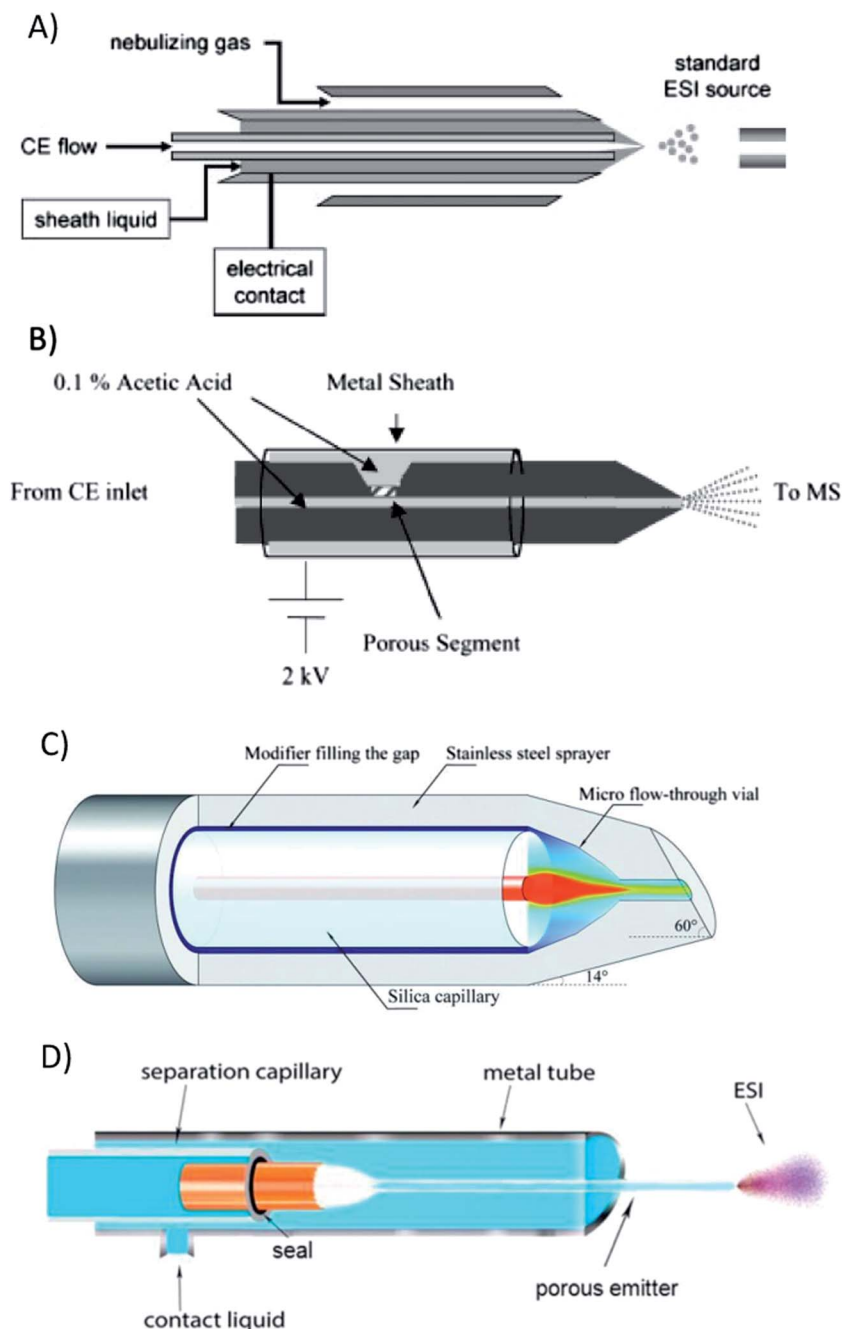 A)
nebulizing gas
standard
ESI source
CE flow
sheath liquid
electrical
contact
B)
0.1 % Acetic Acid
Metal Sheath
From CE inlet
To MS
Porous Segment
2 kV
C)
Modifier filling the gap
Stainless steel sprayer
Micro flow-through vial
60°
14°
Silica capillary
D)
separation capillary
metal tube
ESI
seal
porous emitter
contact liquid